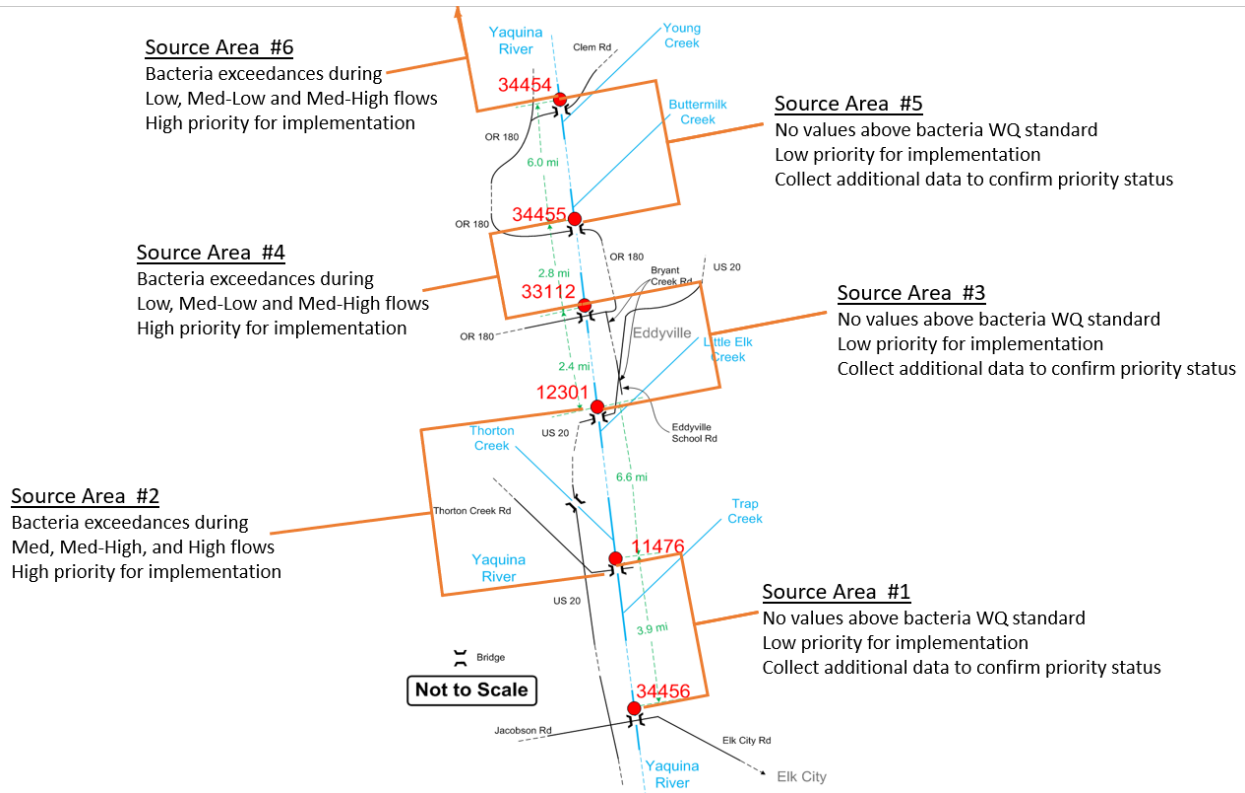 Source Area #6
Bacteria exceedances during
Low, Med-Low and Med-High flows
High priority for implementation
Yaquina
River
Clem Rd
Young
Creek
34454
Buttermilk
Creek
OR 180
6.0 mi
Source Area #5
No values above bacteria WQ standard
Low priority for implementation
Collect additional data to confirm priority status
34455
OR 180
OR 180
Source Area #4
Bacteria exceedances during
Low, Med-Low and Med-High flows
High priority for implementation
2.8 mi
33112
Bryant
Creek Rd
US 20
OR 180
Eddyville
Little Elk
Creek
Source Area #3
No values above bacteria WQ standard
Low priority for implementation
Collect additional data to confirm priority status
2.4 mi
12301
US 20
Eddyville
School Rd
Thorton
Creek
6.6 mi
Source Area #2
Bacteria exceedances during
Med, Med-High, and High flows
High priority for implementation
Thorton Creek Rd
Trap
Creek
11476
Yaquina
River
US 20
3.9 mi
Source Area #1
No values above bacteria WQ standard
Low priority for implementation
Collect additional data to confirm priority status
Bridge
Not to Scale
34456
Jacobson Rd
Elk City Rd
Elk City
Yaquina
River